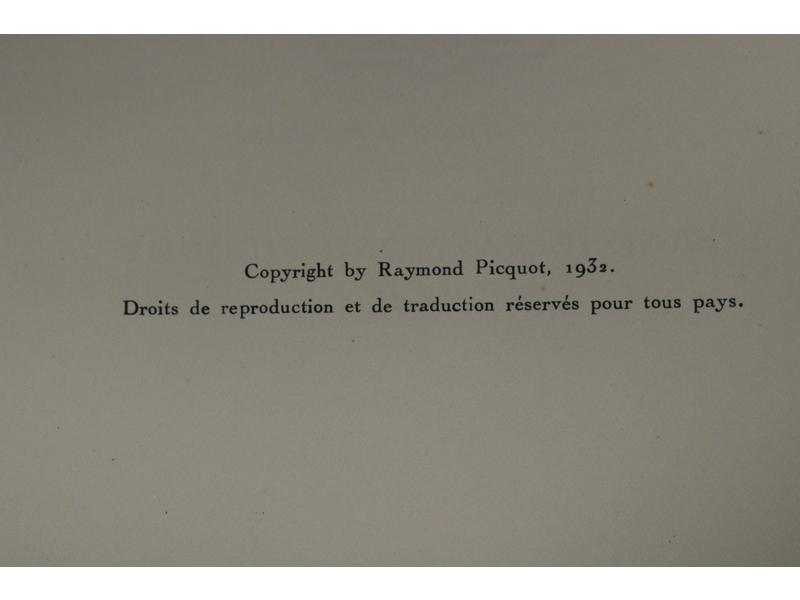 Copyright by Raymond Picquot, 1932.
Droits de reproduction et de traduction réservés pour tous pays.